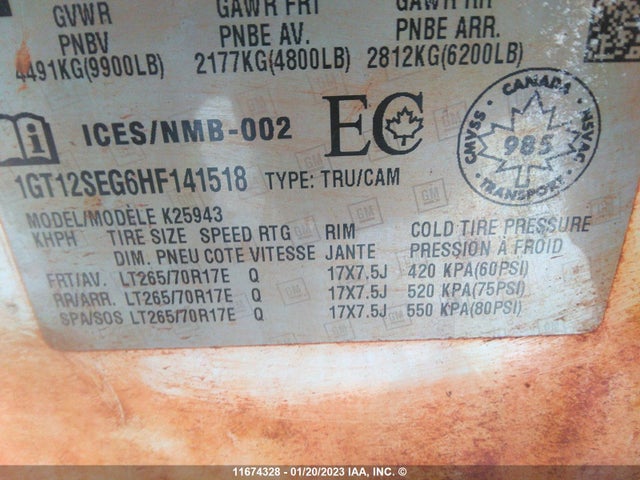 GVWR GAWR FRT GAWR RR
PNBV PNBE AV. PNBE ARR.
4491KG(9900LB) 2177KG(4800LB) 2812KG(6200LB)
ICES/NMB-002 EC
CANADA CMVSS NSVAC 985 TRANSPORT
1GT12SEG6HF141518 TYPE: TRU/CAM
MODEL/MODÈLE K25943
KHPH TIRE SIZE SPEED RTG RIM COLD TIRE PRESSURE
DIM. PNEU COTE VITESSE JANTE PRESSION À FROID
FRT/AV. LT265/70R17E Q 17X7.5J 420 KPA(60PSI)
RR/ARR. LT265/70R17E Q 17X7.5J 520 KPA(75PSI)
SPA/SOS LT265/70R17E Q 17X7.5J 550 KPA(80PSI)
11674328 - 01/20/2023 IAA, INC. ©